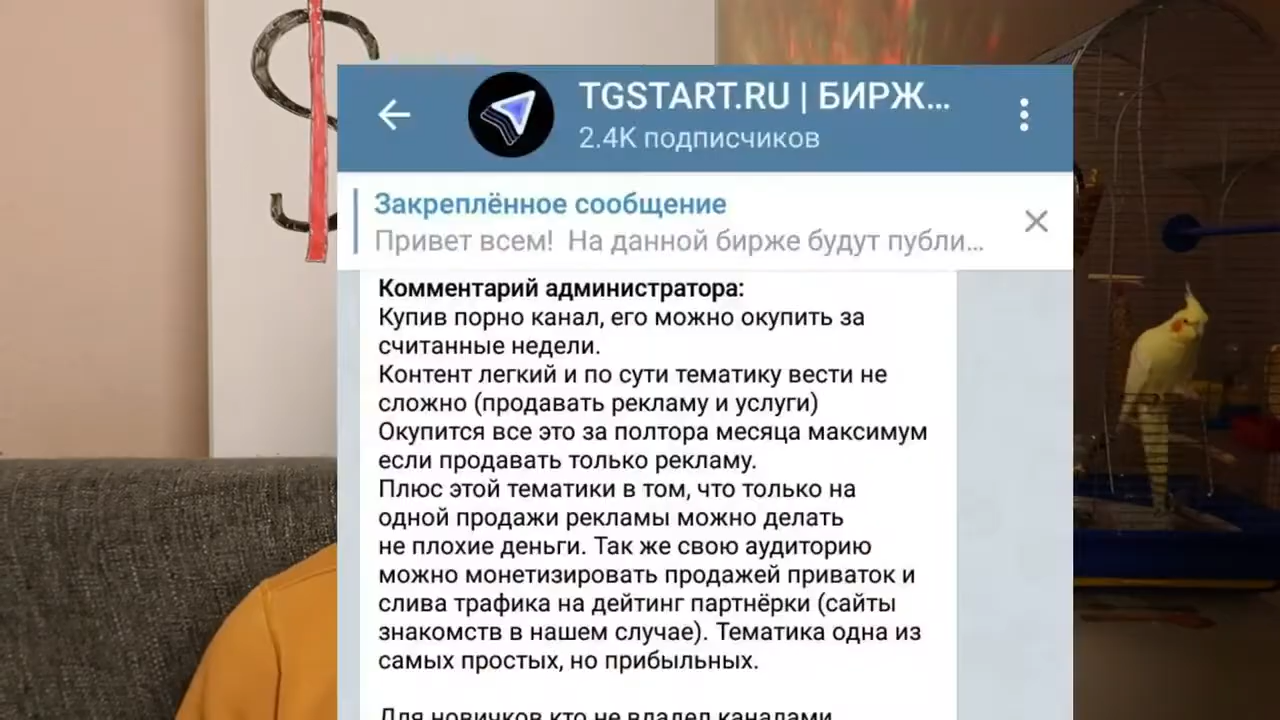 TGSTART.RU | БИРЖ...
2.4K подписчиков
Закреплённое сообщение
Привет всем! На данной бирже будут публи...
Комментарий администратора:
Купив порно канал, его можно окупить за
считанные недели.
Контент легкий и по сути тематику вести не
сложно (продавать рекламу и услуги)
Окупится все это за полтора месяца максимум
если продавать только рекламу.
Плюс этой тематики в том, что только на
одной продажи рекламы можно делать
не плохие деньги. Так же свою аудиторию
можно монетизировать продажей приваток и
слива трафика на дейтинг партнёрки (сайты
знакомств в нашем случае). Тематика одна из
самых простых, но прибыльных.
Для новичков кто не владел каналами